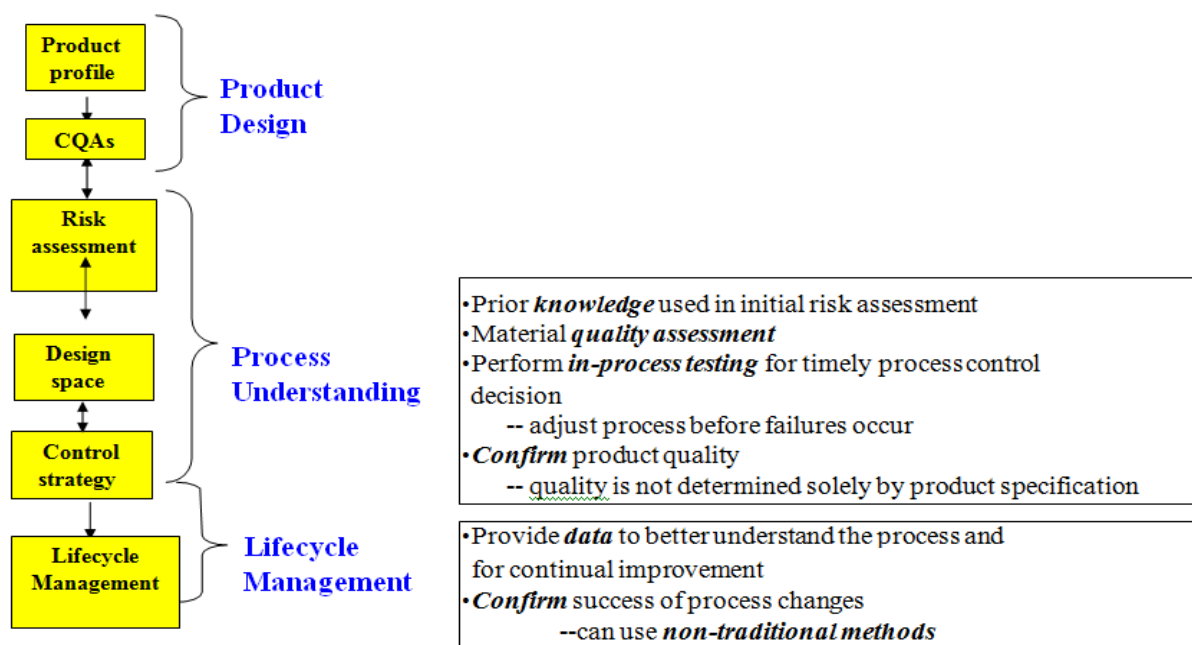 Product
profile
CQAs
Product
Design
Risk
assessment
Design
space
Control
strategy
Process
Understanding
•Prior knowledge used in initial risk assessment
•Material quality assessment
•Perform in-process testing for timely process control
decision
-- adjust process before failures occur
•Confirm product quality
-- quality is not determined solely by product specification
Lifecycle
Management
Lifecycle
Management
•Provide data to better understand the process and
for continual improvement
•Confirm success of process changes
--can use non-traditional methods